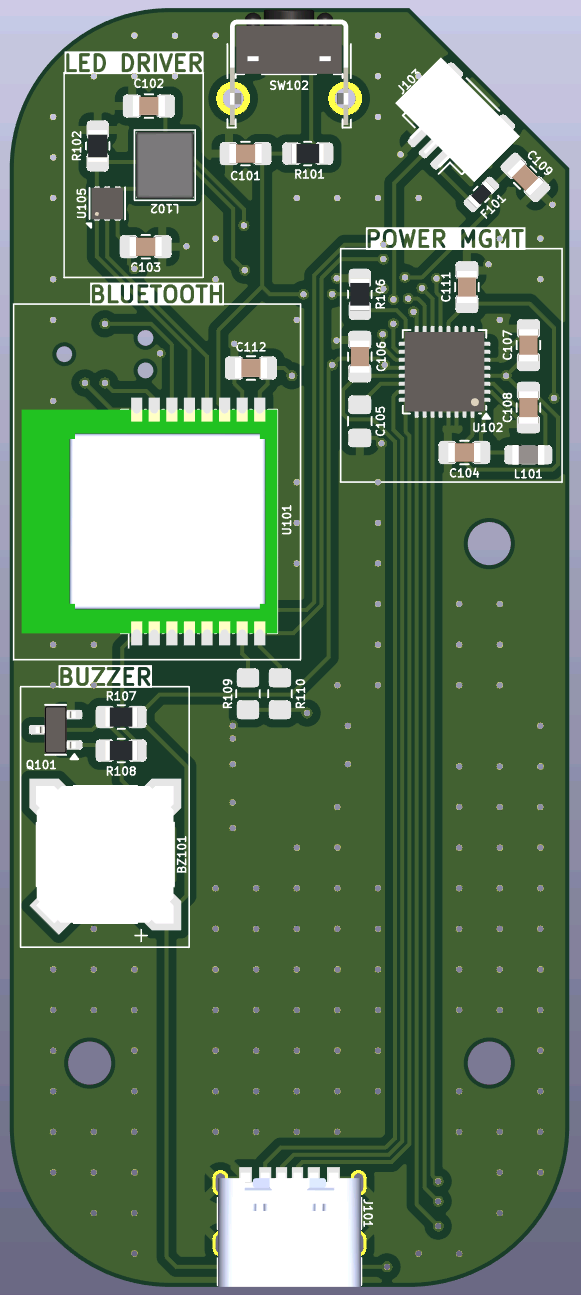 LED DRIVER
C102
SW102
J103
R102
C101
R101
C109
U105
L102
F101
C103
POWER MGMT
BLUETOOTH
R106
C111
C112
C106
C107
C105
C108
U102
C104
L101
U101
BUZZER
R107
R109
R110
Q101
R108
BZ101
+
J101